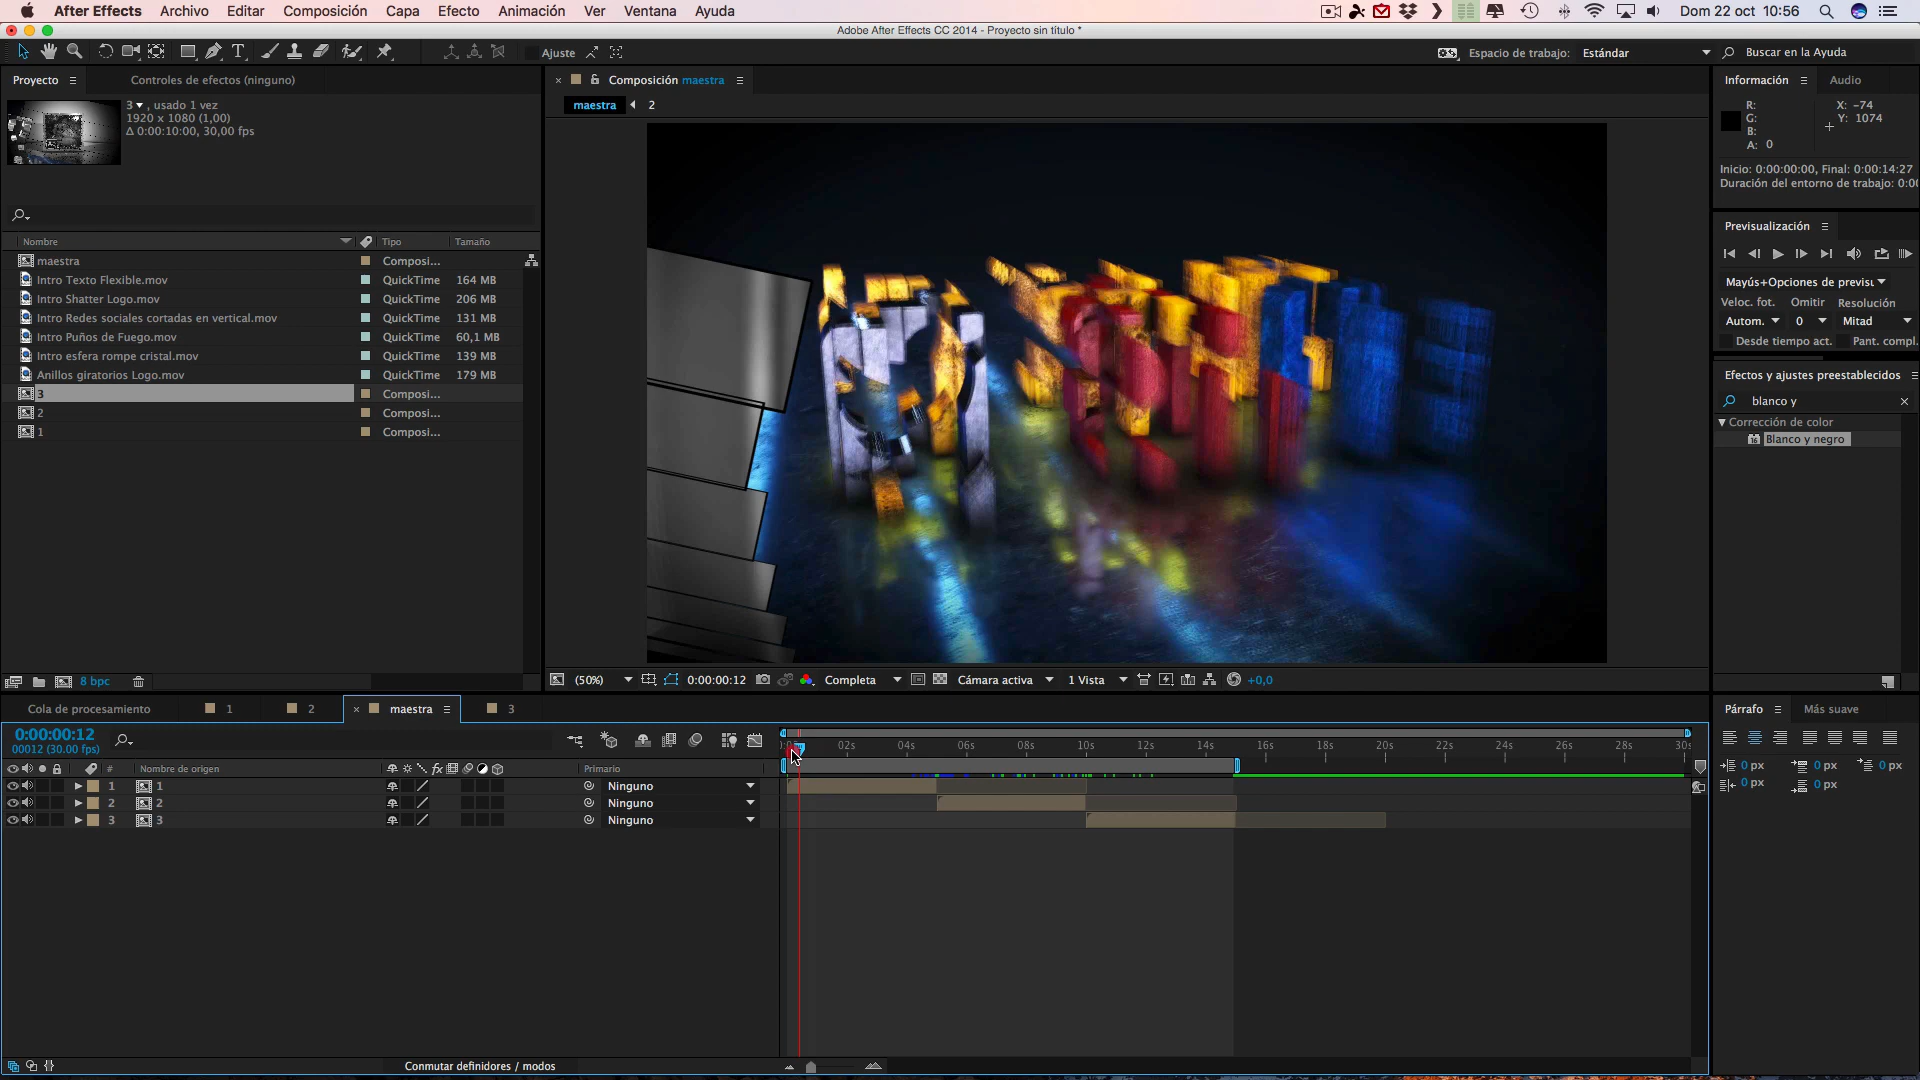 After Effects Archivo Editar Composición Capa Efecto Animación Ver Ventana Ayuda Dom 22 oct 10:56
Adobe After Effects CC 2014 - Proyecto sin título *
Ajuste Espacio de trabajo: Estándar Buscar en la Ayuda
Proyecto Controles de efectos (ninguno) Composición maestra Información Audio
3 , usado 1 vez
1920 x 1080 (1,00)
Δ 0:00:10:00, 30,00 fps
maestra 2
R: X: -74
G: Y: 1074
B:
A: 0
Inicio: 0:00:00:00, Final: 0:00:14:27
Duración del entorno de trabajo: 0:00
Previsualización
Mayús+Opciones de previsu
Veloc. fot. Omitir Resolución
Autom. 0 Mitad
Desde tiempo act. Pant. compl.
Efectos y ajustes preestablecidos
blanco y
Corrección de color
Blanco y negro
Nombre Tipo Tamaño
maestra Composi...
Intro Texto Flexible.mov QuickTime 164 MB
Intro Shatter Logo.mov QuickTime 206 MB
Intro Redes sociales cortadas en vertical.mov QuickTime 131 MB
Intro Puños de Fuego.mov QuickTime 60,1 MB
Intro esfera rompe cristal.mov QuickTime 139 MB
Anillos giratorios Logo.mov QuickTime 179 MB
3 Composi...
2 Composi...
1 Composi...
8 bpc
(50%) 0:00:00:12 Completa Cámara activa 1 Vista +0,0
Cola de procesamiento 1 2 maestra 3
0:00:00:12
00012 (30.00 fps)
02s 04s 06s 08s 10s 12s 14s 16s 18s 20s 22s 24s 26s 28s 30s
# Nombre de origen fx Primario
1 1 Ninguno
2 2 Ninguno
3 3 Ninguno
Conmutar definidores / modos
Párrafo Más suave
0 px 0 px 0 px
0 px 0 px